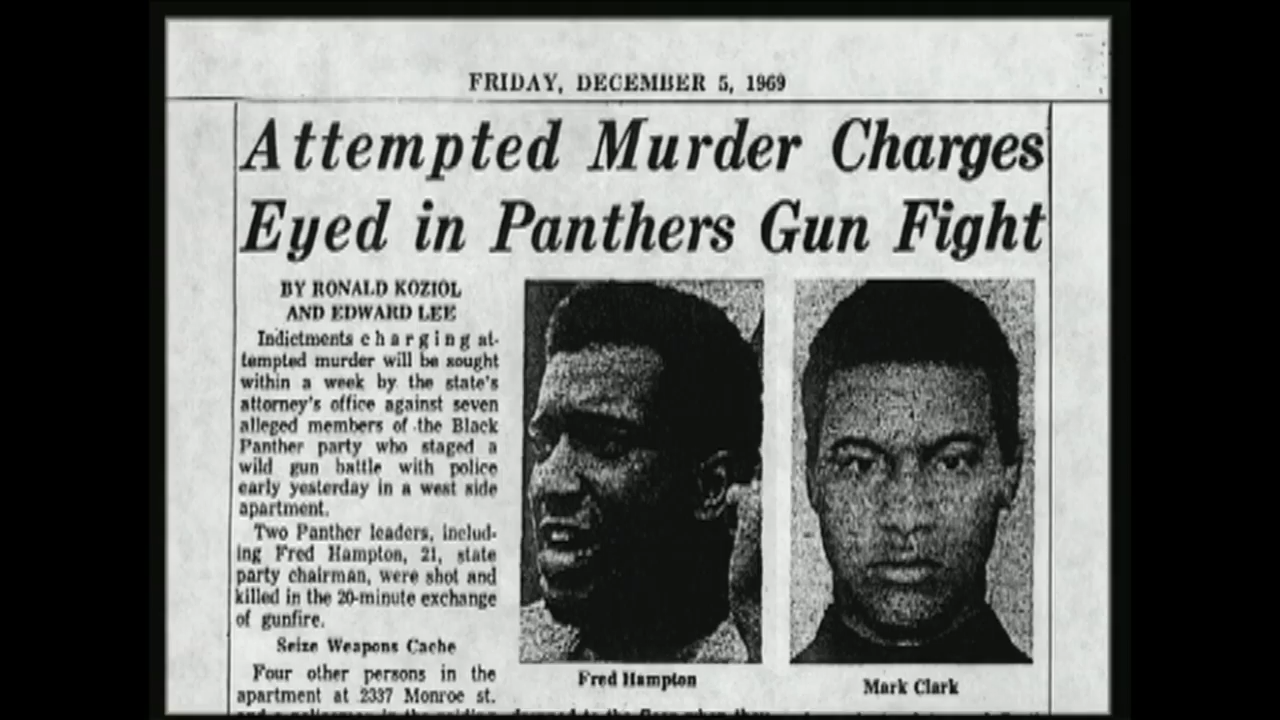 FRIDAY, DECEMBER 5, 1969
Attempted Murder Charges
Eyed in Panthers Gun Fight
BY RONALD KOZIOL
AND EDWARD LEE
Indictments charging at-
tempted murder will be sought
within a week by the state's
attorney's office against seven
alleged members of the Black
Panther party who staged a
wild gun battle with police
early yesterday in a west side
apartment.
Two Panther leaders, includ-
ing Fred Hampton, 21, state
party chairman, were shot and
killed in the 20-minute exchange
of gunfire.
Seize Weapons Cache
Four other persons in the
apartment at 2337 Monroe st.
Fred Hampton
Mark Clark